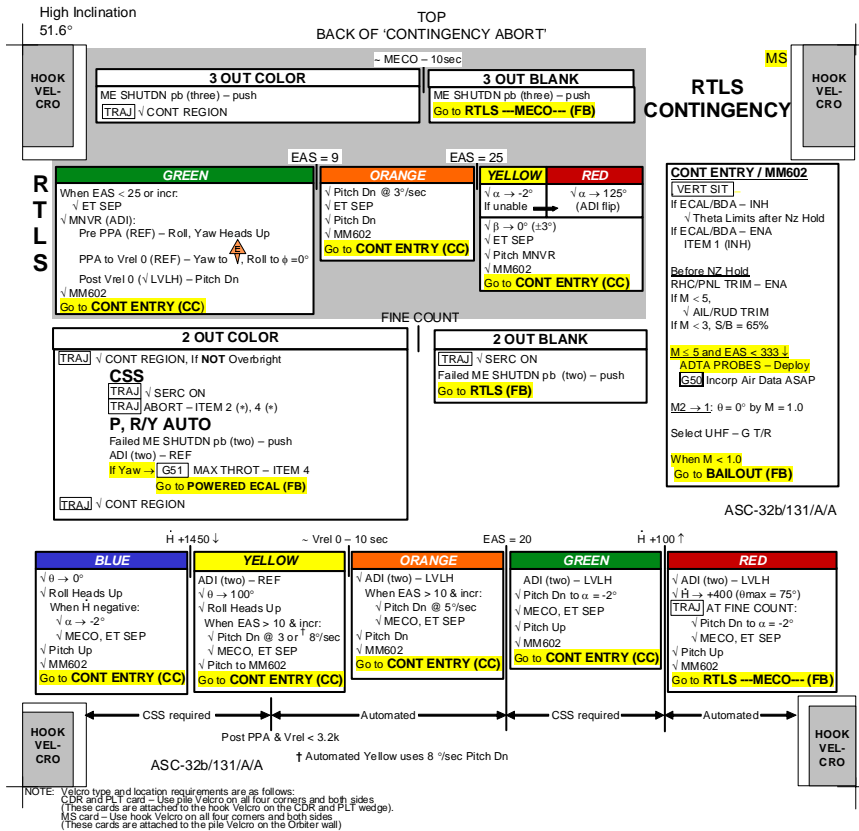 High Inclination
51.6°
TOP
BACK OF ‘CONTINGENCY ABORT’
HOOK
VEL-
CRO
MS
HOOK
VEL-
CRO
RTLS
CONTINGENCY
~ MECO – 10sec
3 OUT COLOR
ME SHUTDN pb (three) – push
TRAJ √ CONT REGION
3 OUT BLANK
ME SHUTDN pb (three) – push
Go to RTLS ---MECO--- (FB)
RTLS
EAS = 9
EAS = 25
GREEN
When EAS < 25 or incr:
√ ET SEP
√ MNVR (ADI):
Pre PPA (REF) – Roll, Yaw Heads Up
E
PPA to Vrel 0 (REF) – Yaw to , Roll to ϕ =0°
Post Vrel 0 (√ LVLH) – Pitch Dn
√ MM602
Go to CONT ENTRY (CC)
ORANGE
√ Pitch Dn @ 3°/sec
√ ET SEP
√ Pitch Dn
√ MM602
Go to CONT ENTRY (CC)
YELLOW
√ α → -2°
If unable
RED
√ α → 125°
(ADI flip)
√ β → 0° (±3°)
√ ET SEP
√ Pitch MNVR
√ MM602
Go to CONT ENTRY (CC)
CONT ENTRY / MM602
VERT SIT
If ECAL/BDA – INH
√ Theta Limits after Nz Hold
If ECAL/BDA – ENA
ITEM 1 (INH)
Before NZ Hold
RHC/PNL TRIM – ENA
If M < 5,
√ AIL/RUD TRIM
If M < 3, S/B = 65%
M ≤ 5 and EAS < 333 ↓
ADTA PROBES – Deploy
G50 Incorp Air Data ASAP
M2 → 1: θ = 0° by M = 1.0
Select UHF – G T/R
When M < 1.0
Go to BAILOUT (FB)
ASC-32b/131/A/A
FINE COUNT
2 OUT COLOR
TRAJ √ CONT REGION, If NOT Overbright
CSS
TRAJ √ SERC ON
TRAJ ABORT – ITEM 2 (*), 4 (*)
P, R/Y AUTO
Failed ME SHUTDN pb (two) – push
ADI (two) – REF
If Yaw → G51 MAX THROT – ITEM 4
Go to POWERED ECAL (FB)
TRAJ √ CONT REGION
2 OUT BLANK
TRAJ √ SERC ON
Failed ME SHUTDN pb (two) – push
Go to RTLS (FB)
Ḣ +1450 ↓
~ Vrel 0 – 10 sec
EAS = 20
Ḣ +100 ↑
BLUE
√ θ → 0°
√ Roll Heads Up
When Ḣ negative:
√ α → -2°
√ MECO, ET SEP
√ Pitch Up
√ MM602
Go to CONT ENTRY (CC)
YELLOW
ADI (two) – REF
√ θ → 100°
√ Roll Heads Up
When EAS > 10 & incr:
√ Pitch Dn @ 3 or † 8°/sec
√ MECO, ET SEP
√ Pitch to MM602
Go to CONT ENTRY (CC)
ORANGE
√ ADI (two) – LVLH
When EAS > 10 & incr:
√ Pitch Dn @ 5°/sec
√ MECO, ET SEP
√ Pitch Dn
√ MM602
Go to CONT ENTRY (CC)
GREEN
ADI (two) – LVLH
√ Pitch Dn to α = -2°
√ MECO, ET SEP
√ Pitch Up
√ MM602
Go to CONT ENTRY (CC)
RED
√ ADI (two) – LVLH
√ Ḣ → +400 (θmax = 75°)
TRAJ AT FINE COUNT:
√ Pitch Dn to α = -2°
√ MECO, ET SEP
√ Pitch Up
√ MM602
Go to RTLS ---MECO--- (FB)
HOOK
VEL-
CRO
CSS required
Automated
CSS required
Automated
HOOK
VEL-
CRO
Post PPA & Vrel < 3.2k
ASC-32b/131/A/A
† Automated Yellow uses 8 °/sec Pitch Dn
NOTE: Velcro type and location requirements are as follows:
CDR and PLT card – Use pile Velcro on all four corners and both sides
(These cards are attached to the hook Velcro on the CDR and PLT wedge).
MS card – Use hook Velcro on all four corners and both sides
(These cards are attached to the pile Velcro on the Orbiter wall)